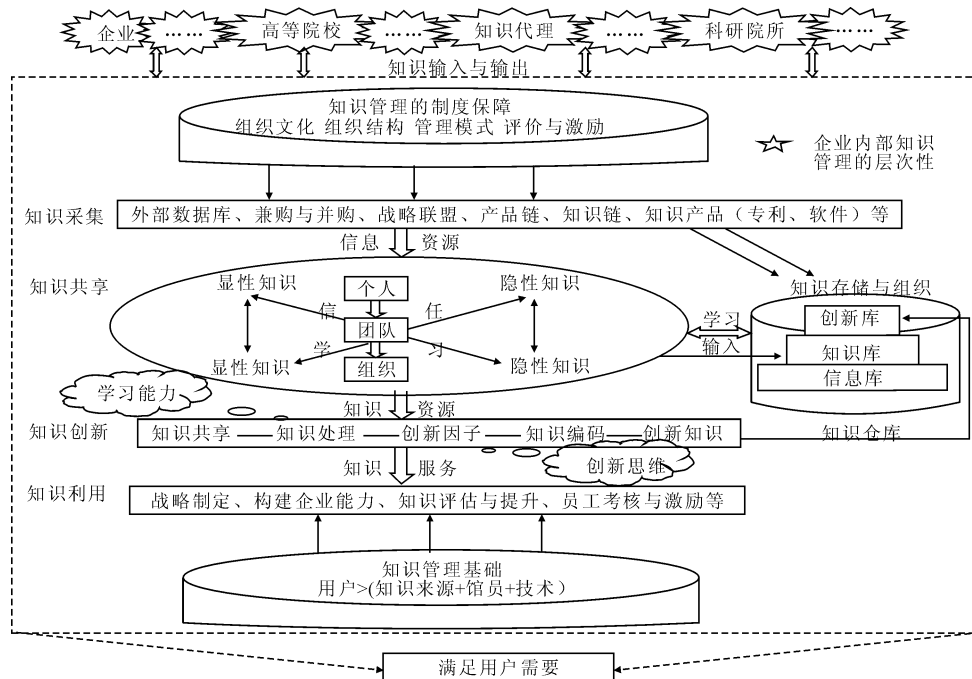 企业
……
高等院校
……
知识代理
……
科研院所
……
知识输入与输出
知识管理的制度保障
组织文化 组织结构 管理模式 评价与激励
企业内部知识
管理的层次性
知识采集
外部数据库、兼购与并购、战略联盟、产品链、知识链、知识产品（专利、软件）等
信息 资源
知识共享
显性知识
个人
隐性知识
信 任
团队
学 习
显性知识
组织
隐性知识
学习
输入
知识存储与组织
创新库
知识库
信息库
知识仓库
学习能力
知识 资源
知识创新
知识共享
知识处理
创新因子
知识编码
创新知识
知识 服务
创新思维
知识利用
战略制定、构建企业能力、知识评估与提升、员工考核与激励等
知识管理基础
用户>(知识来源+馆员+技术）
满足用户需要